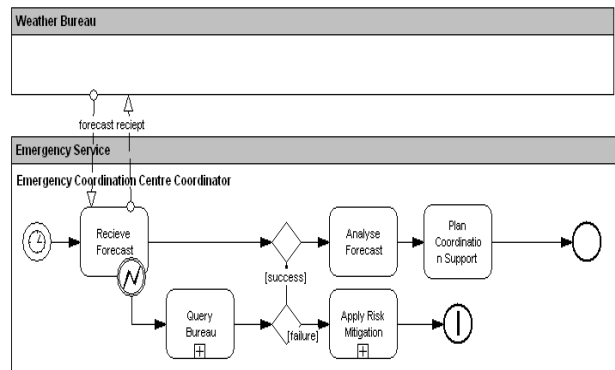 Weather Bureau
forecast reciept
Emergency Service
Emergency Coordination Centre Coordinator
Recieve
Forecast
Analyse
Forecast
Plan
Coordinatio
n Support
[success]
Query
Bureau
[failure]
Apply Risk
Mitigation